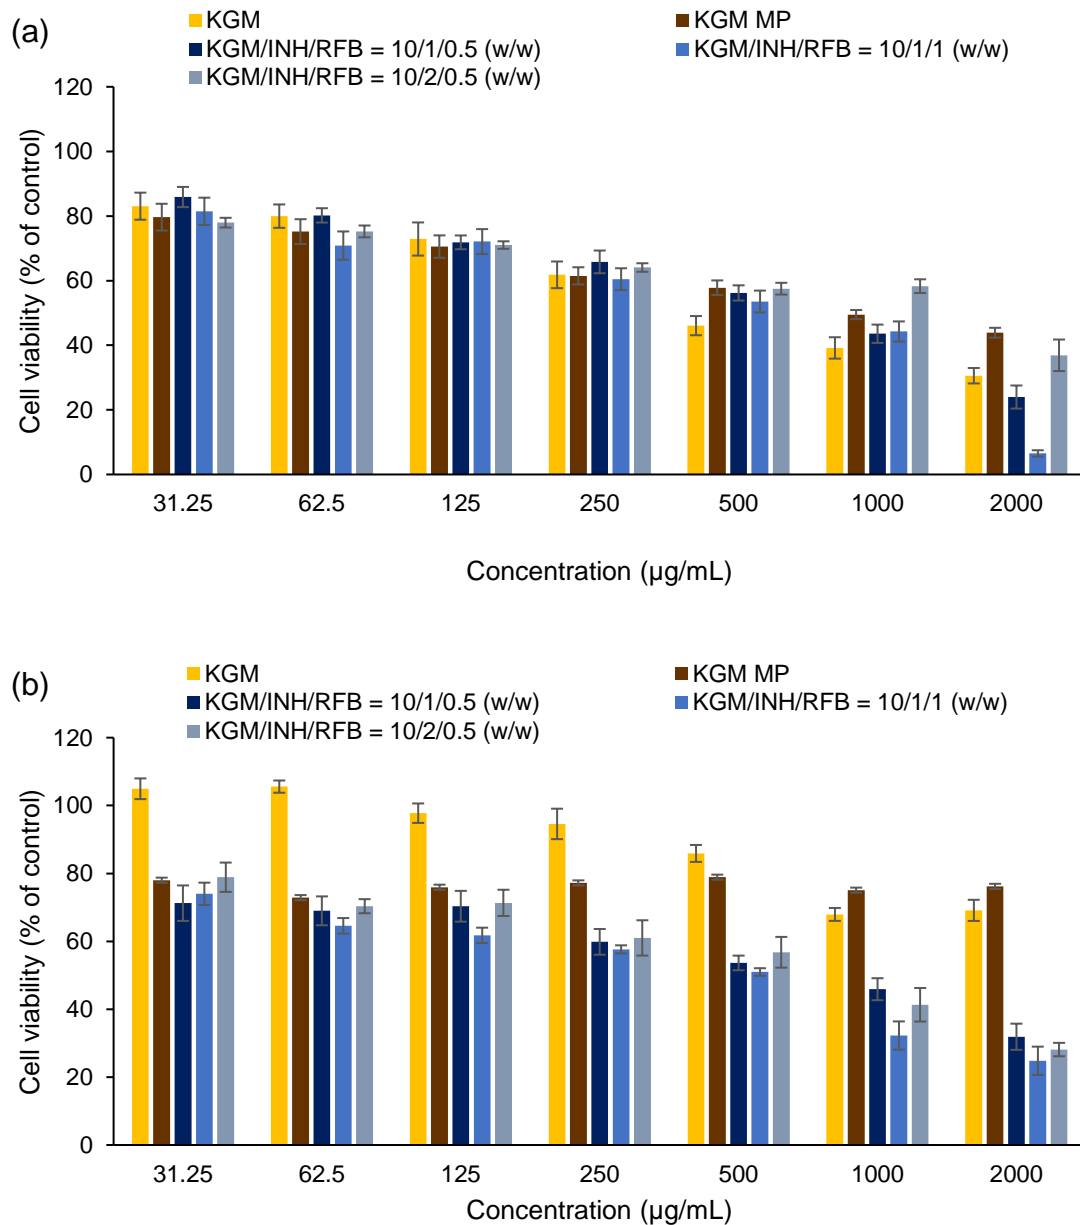 (a)
KGM
KGM MP
KGM/INH/RFB = 10/1/0.5 (w/w)
KGM/INH/RFB = 10/1/1 (w/w)
KGM/INH/RFB = 10/2/0.5 (w/w)
Cell viability (% of control)
120
100
80
60
40
20
0
31.25 62.5 125 250 500 1000 2000
Concentration (µg/mL)
(b)
KGM
KGM MP
KGM/INH/RFB = 10/1/0.5 (w/w)
KGM/INH/RFB = 10/1/1 (w/w)
KGM/INH/RFB = 10/2/0.5 (w/w)
Cell viability (% of control)
120
100
80
60
40
20
0
31.25 62.5 125 250 500 1000 2000
Concentration (µg/mL)